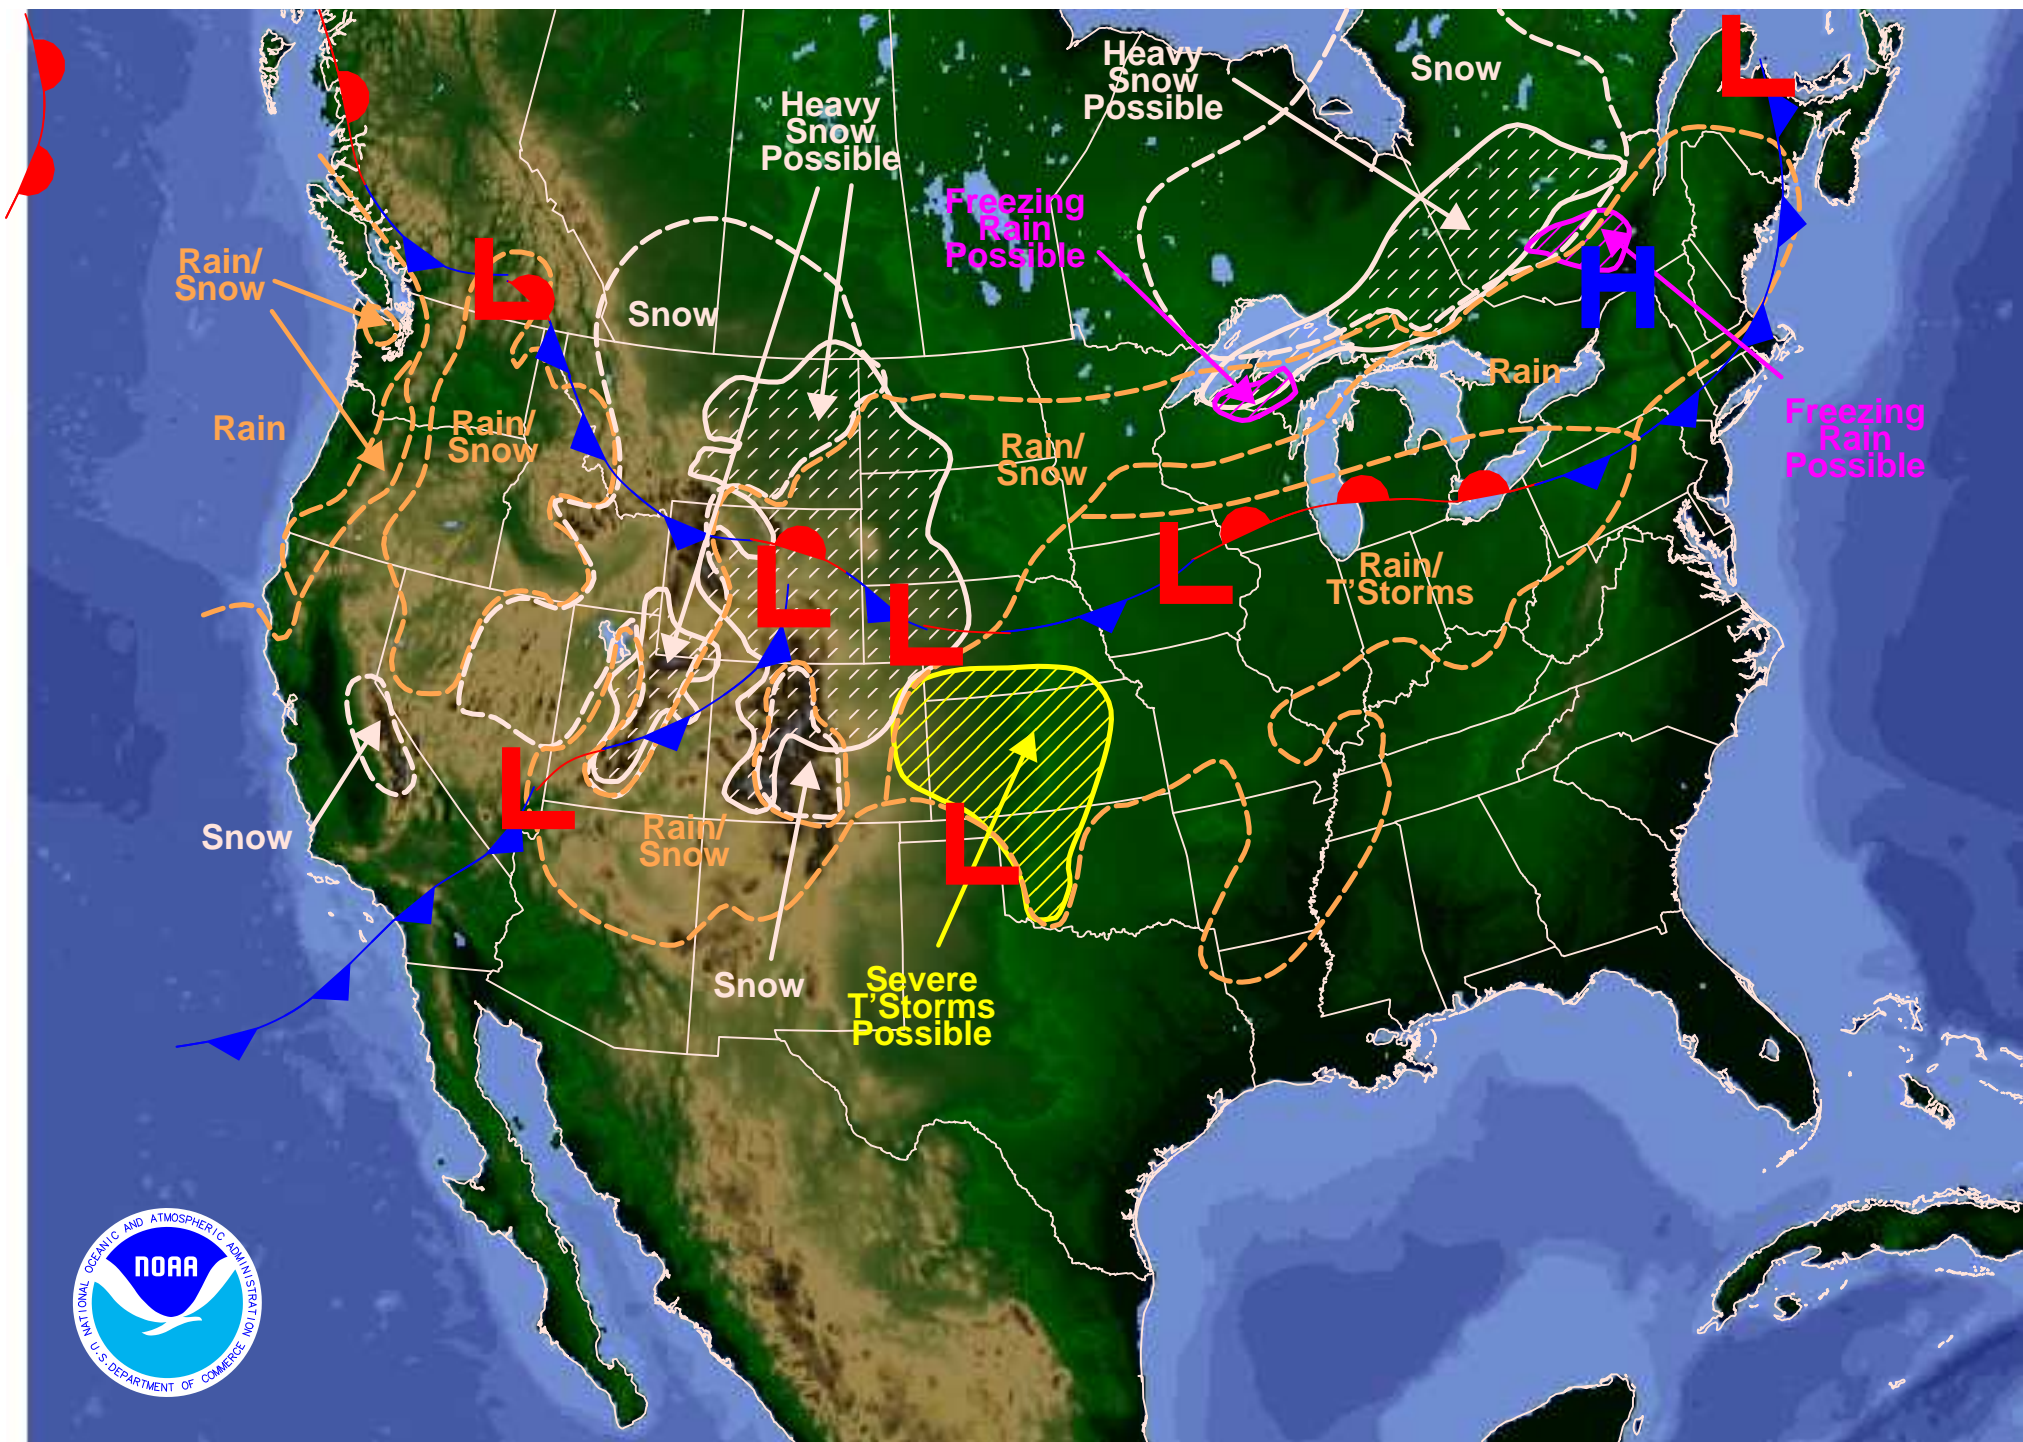 Heavy
Snow
Possible
Snow
L
Heavy
Snow
Possible
Freezing
Rain
Possible
Rain/
Snow
L
H
Snow
Rain
Rain
Rain/
Snow
Freezing
Rain
Possible
Rain/
Snow
L
L
L
Rain/
T'Storms
L
Snow
L
Rain/
Snow
Snow
Severe
T'Storms
Possible
NATIONAL OCEANIC AND ATMOSPHERIC ADMINISTRATION
NOAA
U.S. DEPARTMENT OF COMMERCE